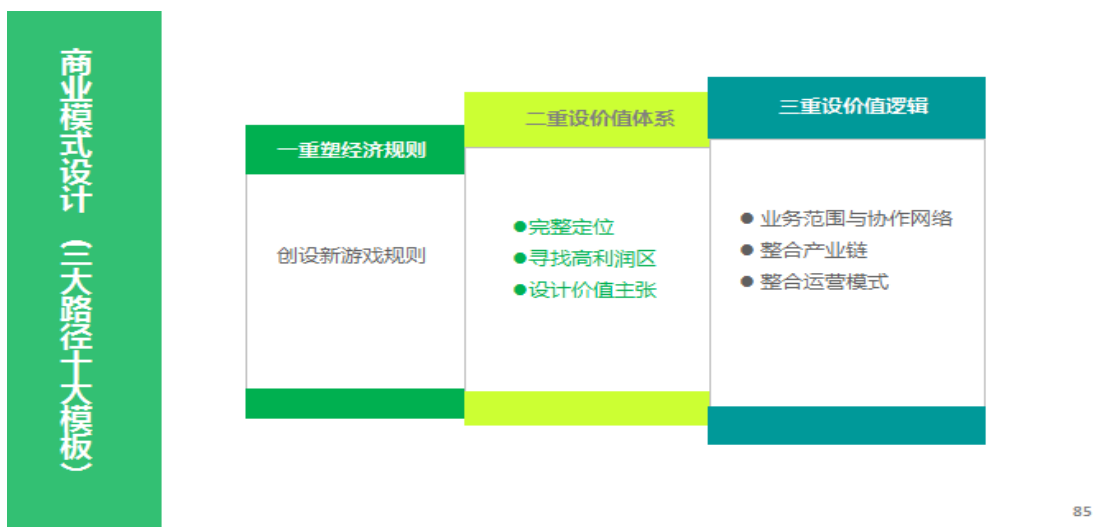 商业模式设计（三大路径十大模板）
一重塑经济规则
创设新游戏规则
二重设价值体系
●完整定位
●寻找高利润区
●设计价值主张
三重设价值逻辑
● 业务范围与协作网络
● 整合产业链
● 整合运营模式
85